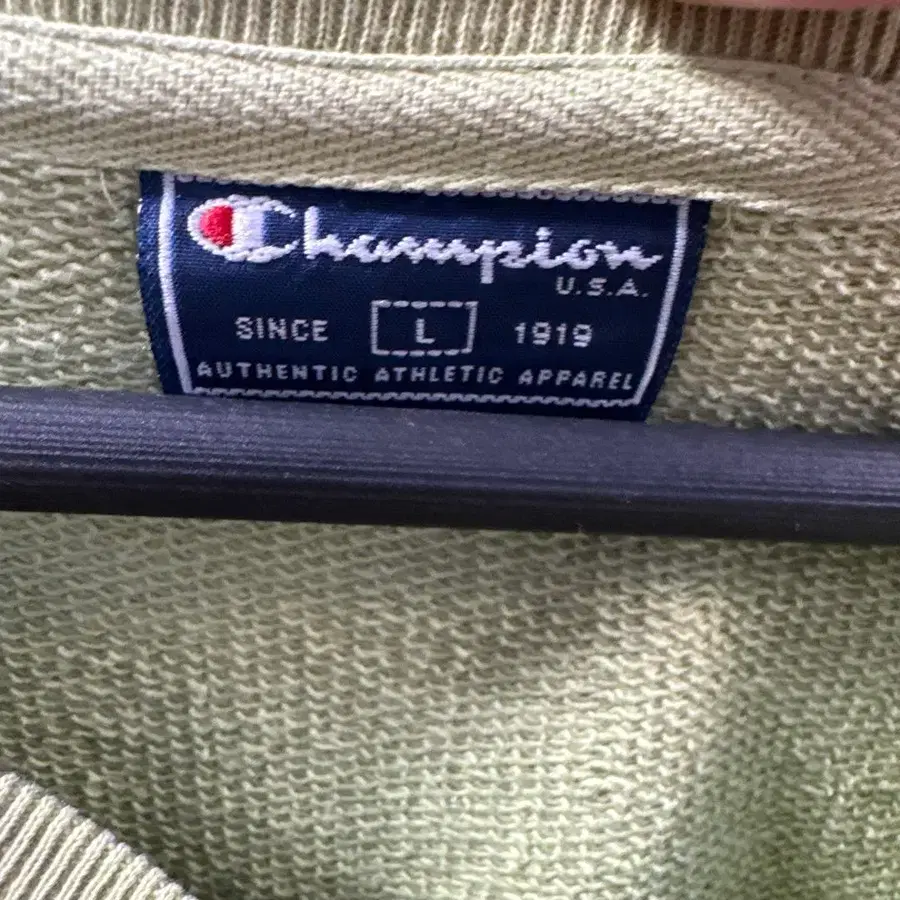 Champion
U.S.A.
SINCE L 1919
AUTHENTIC ATHLETIC APPAREL